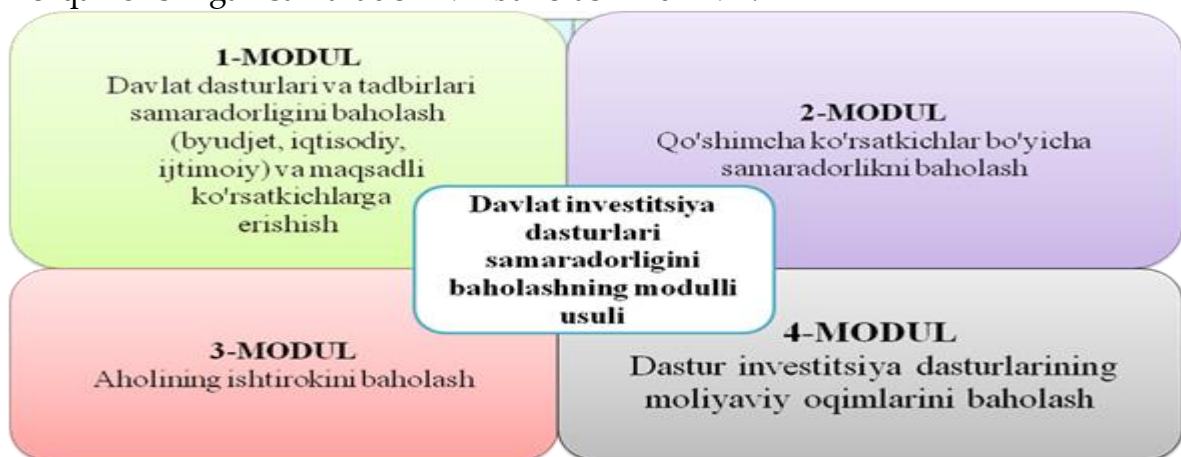 1-MODUL
Davlat dasturlari va tadbirlari
samaradorligini baholash
(byudjet, iqtisodiy,
ijtimoiy) va maqsadli
ko'rsatkichlarga
erishish
2-MODUL
Qo'shimcha ko'rsatkichlar bo'yicha
samaradorlikni baholash
Davlat investitsiya
dasturlari
samaradorligini
baholashning modulli
usuli
3-MODUL
Aholining ishtirokini baholash
4-MODUL
Dastur investitsiya dasturlarining
moliyaviy oqimlarini baholash